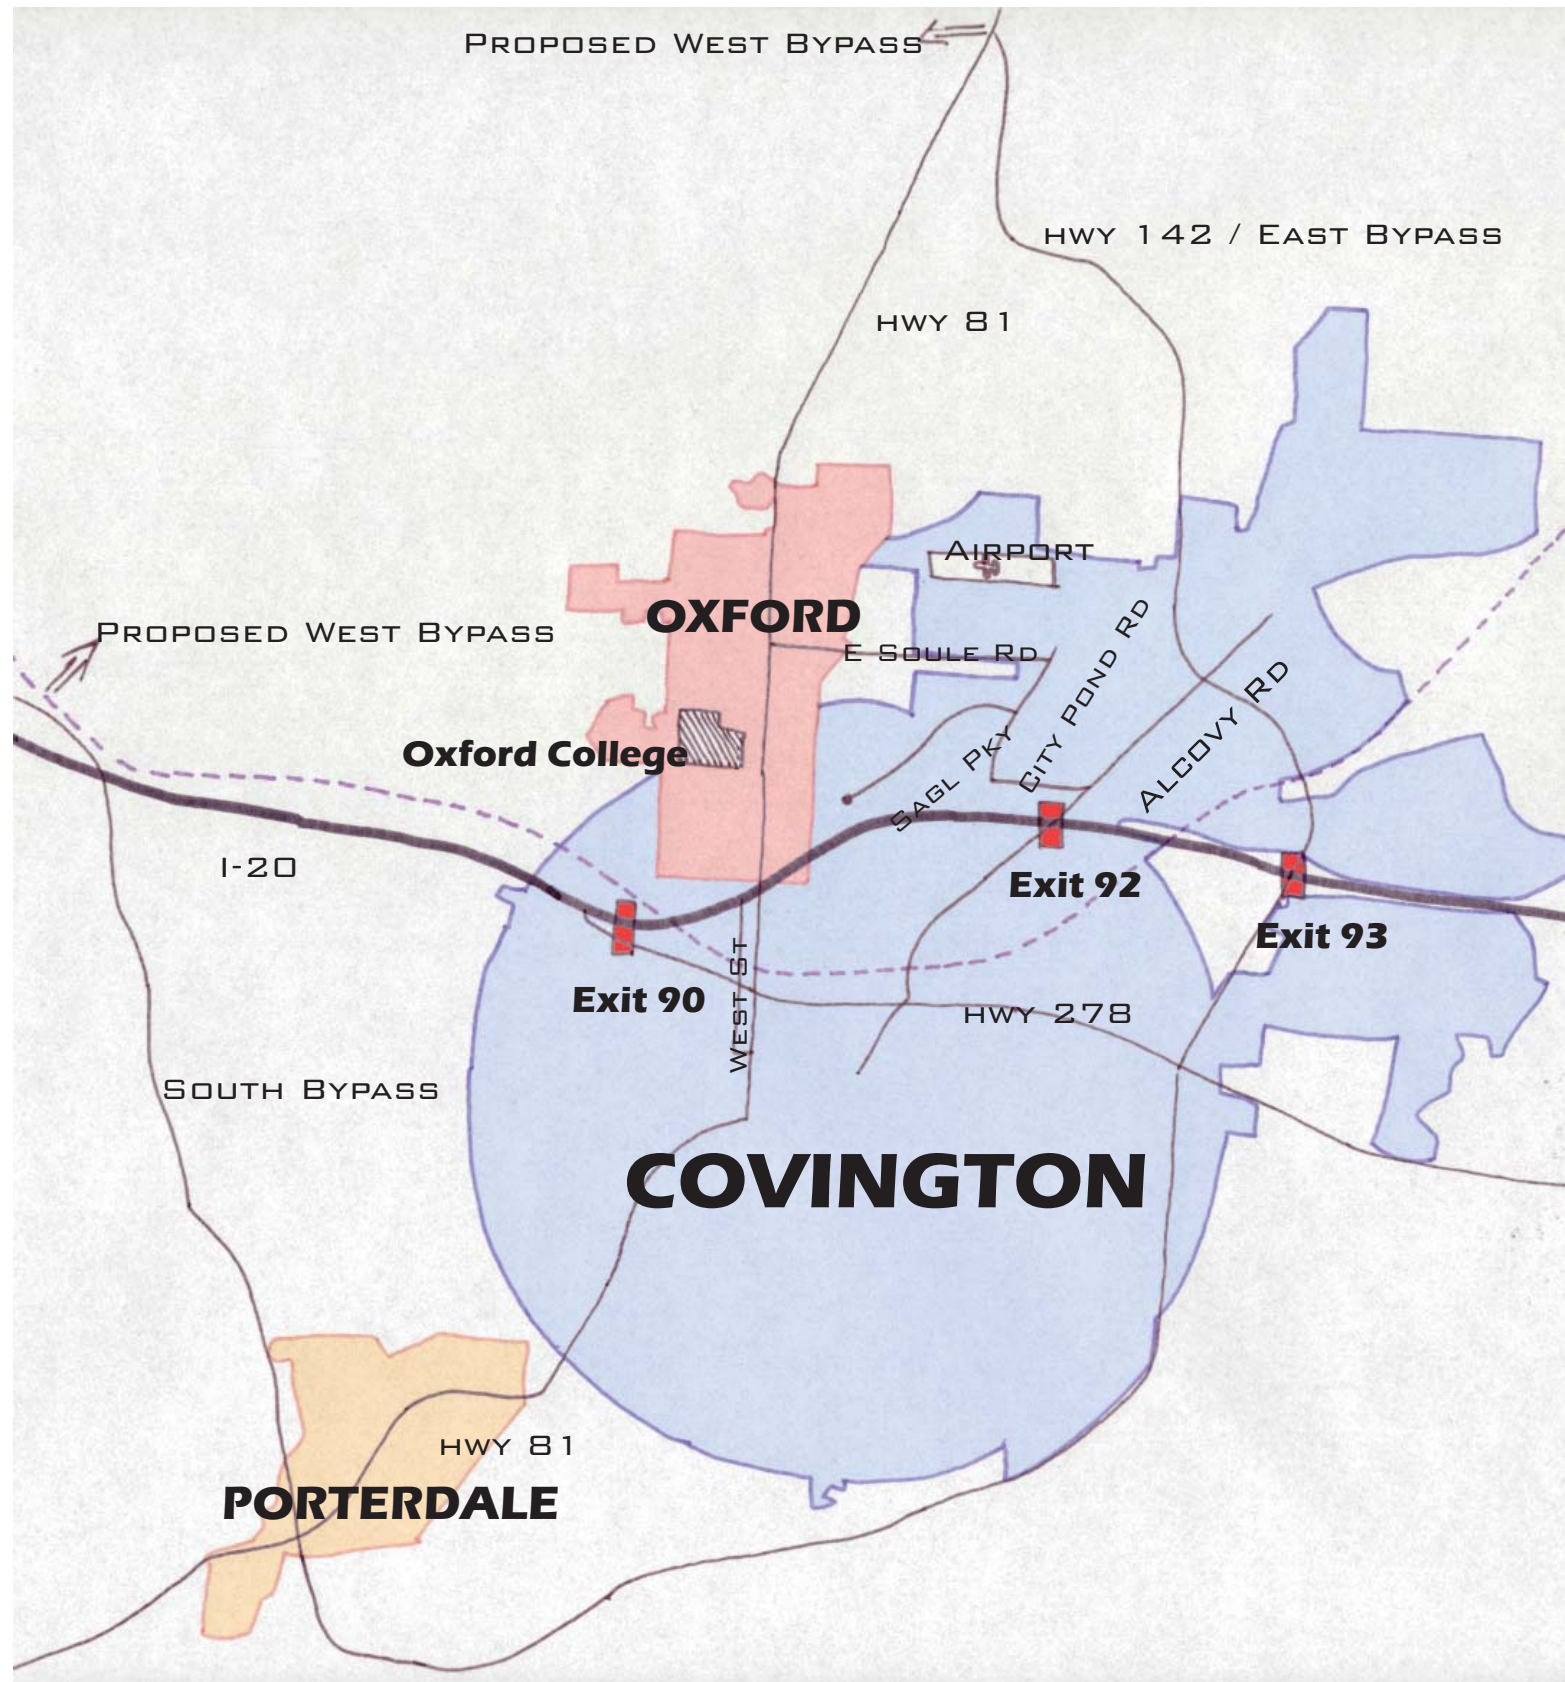 PROPOSED WEST BYPASS
HWY 142 / EAST BYPASS
HWY 81
AIRPORT
OXFORD
PROPOSED WEST BYPASS
E SOULE RD
CITY POND RD
ALCOVY RD
Oxford College
SAGL PKY
I-20
Exit 92
Exit 93
Exit 90
WEST ST
HWY 278
SOUTH BYPASS
COVINGTON
HWY 81
PORTERDALE